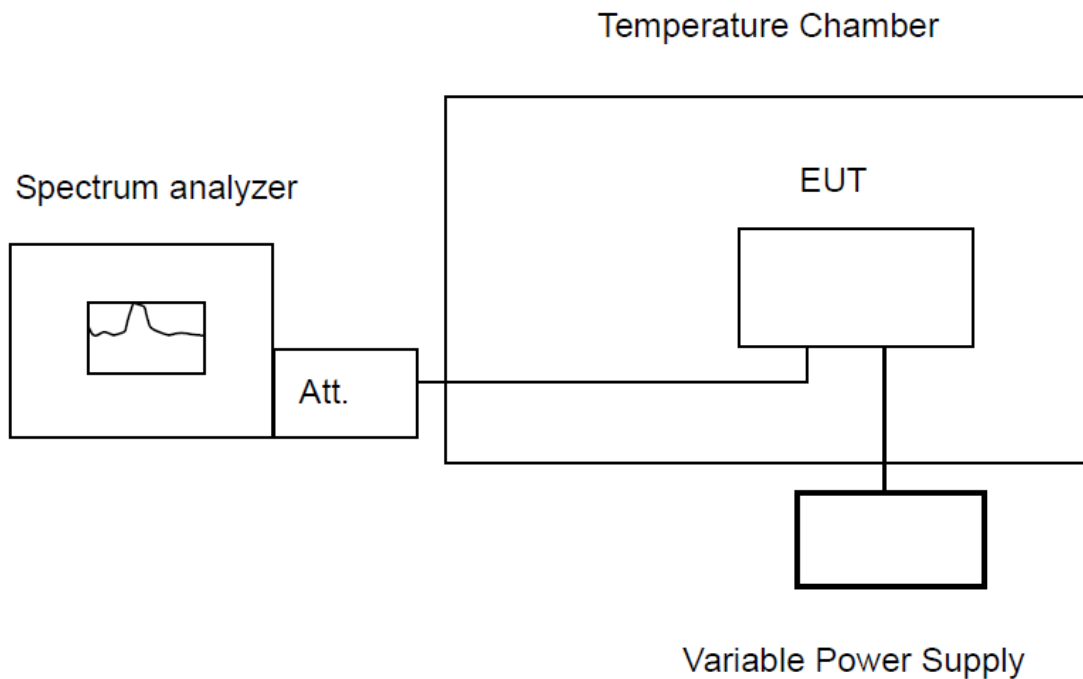 Temperature Chamber
Spectrum analyzer
EUT
Att.
Variable Power Supply